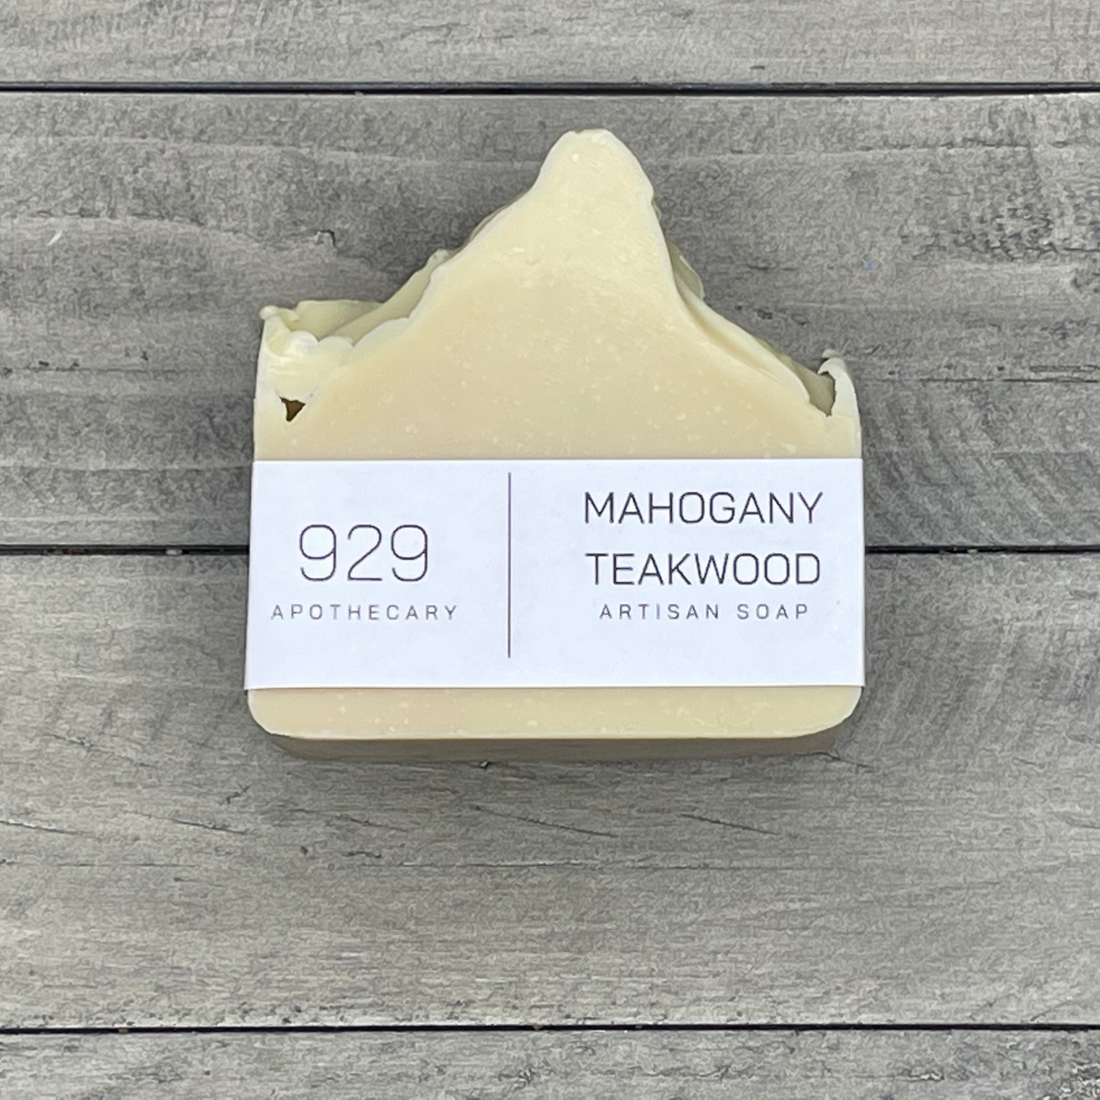 929
APOTHECARY
MAHOGANY
TEAKWOOD
ARTISAN SOAP